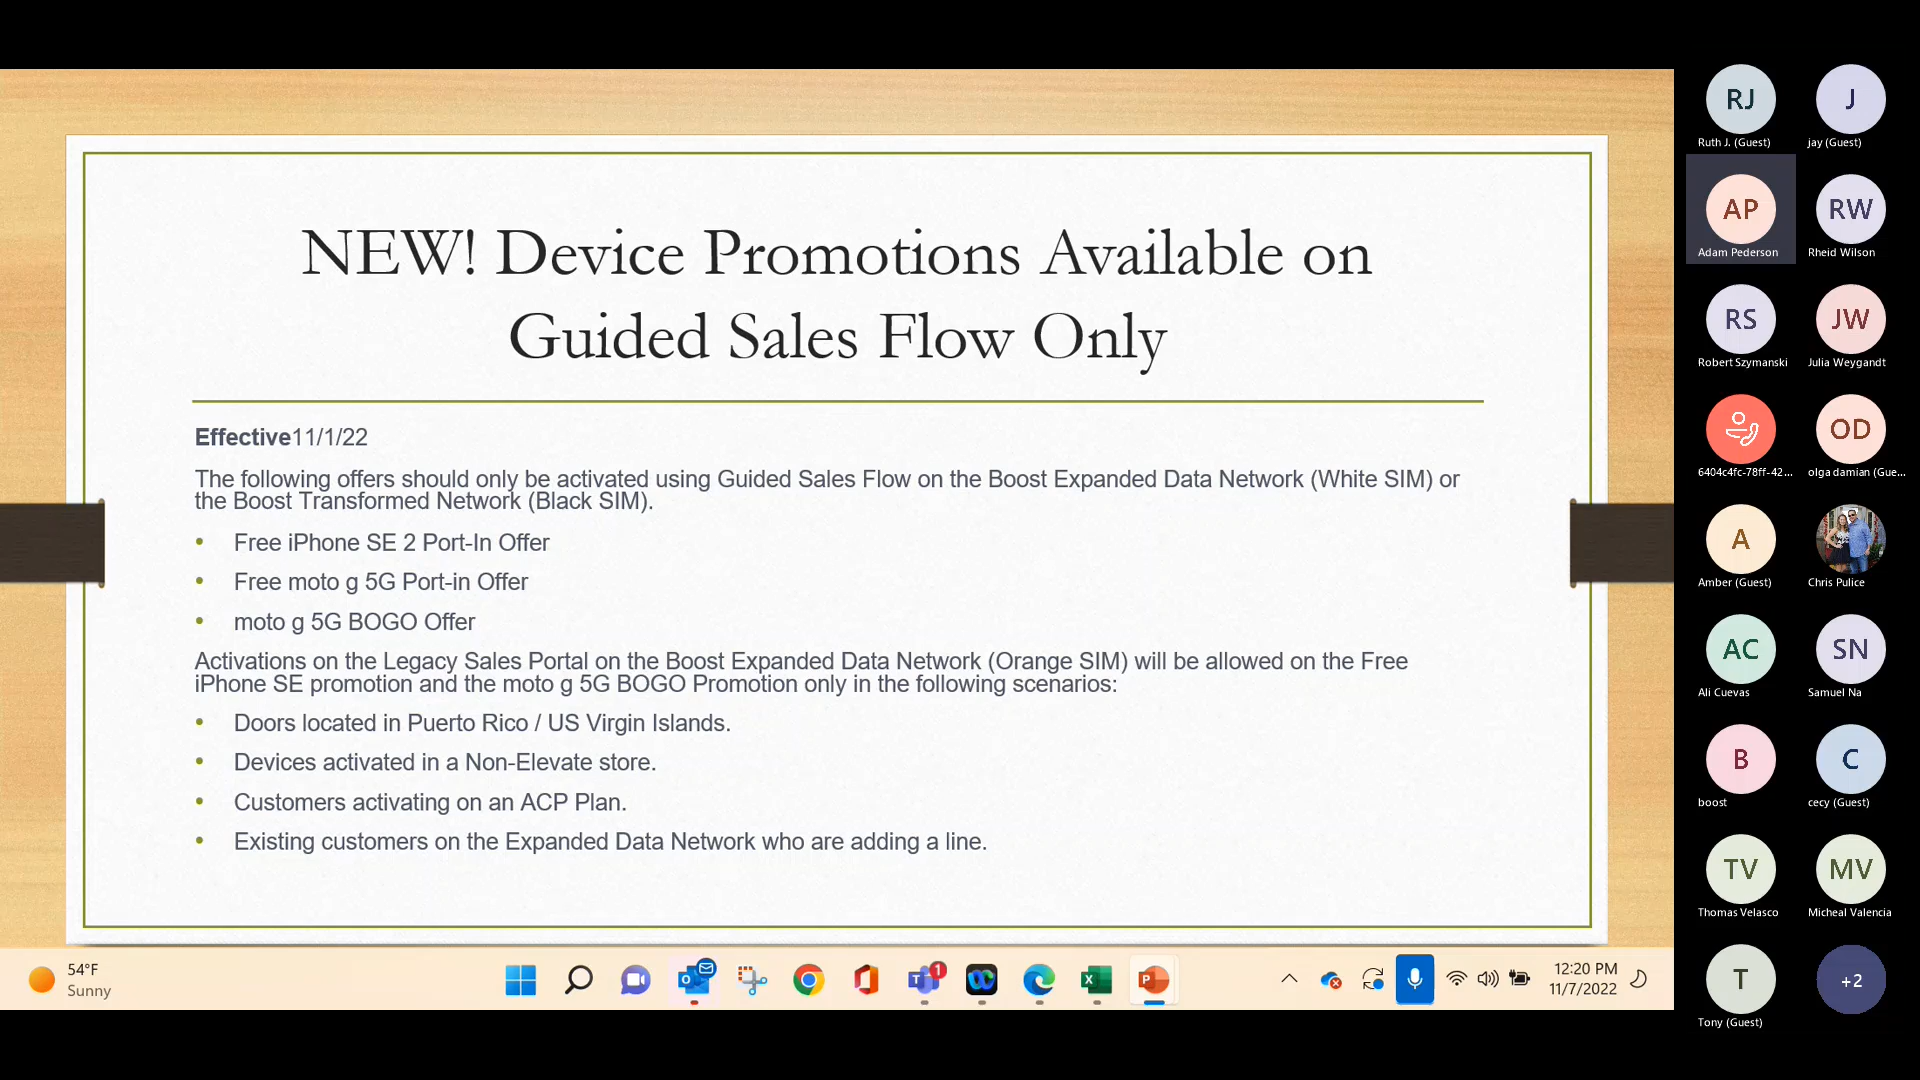 NEW! Device Promotions Available on
Guided Sales Flow Only
Effective11/1/22
The following offers should only be activated using Guided Sales Flow on the Boost Expanded Data Network (White SIM) or
the Boost Transformed Network (Black SIM).
• Free iPhone SE 2 Port-In Offer
• Free moto g 5G Port-in Offer
• moto g 5G BOGO Offer
Activations on the Legacy Sales Portal on the Boost Expanded Data Network (Orange SIM) will be allowed on the Free
iPhone SE promotion and the moto g 5G BOGO Promotion only in the following scenarios:
• Doors located in Puerto Rico / US Virgin Islands.
• Devices activated in a Non-Elevate store.
• Customers activating on an ACP Plan.
• Existing customers on the Expanded Data Network who are adding a line.
54°F
Sunny
1
12:20 PM
11/7/2022
RJ J
Ruth J. (Guest) jay (Guest)
AP RW
Adam Pederson Rheid Wilson
RS JW
Robert Szymanski Julia Weygandt
OD
6404c4fc-78ff-42... olga damian (Gue...
A
Amber (Guest) Chris Pulice
AC SN
Ali Cuevas Samuel Na
B C
boost cecy (Guest)
TV MV
Thomas Velasco Micheal Valencia
T +2
Tony (Guest)